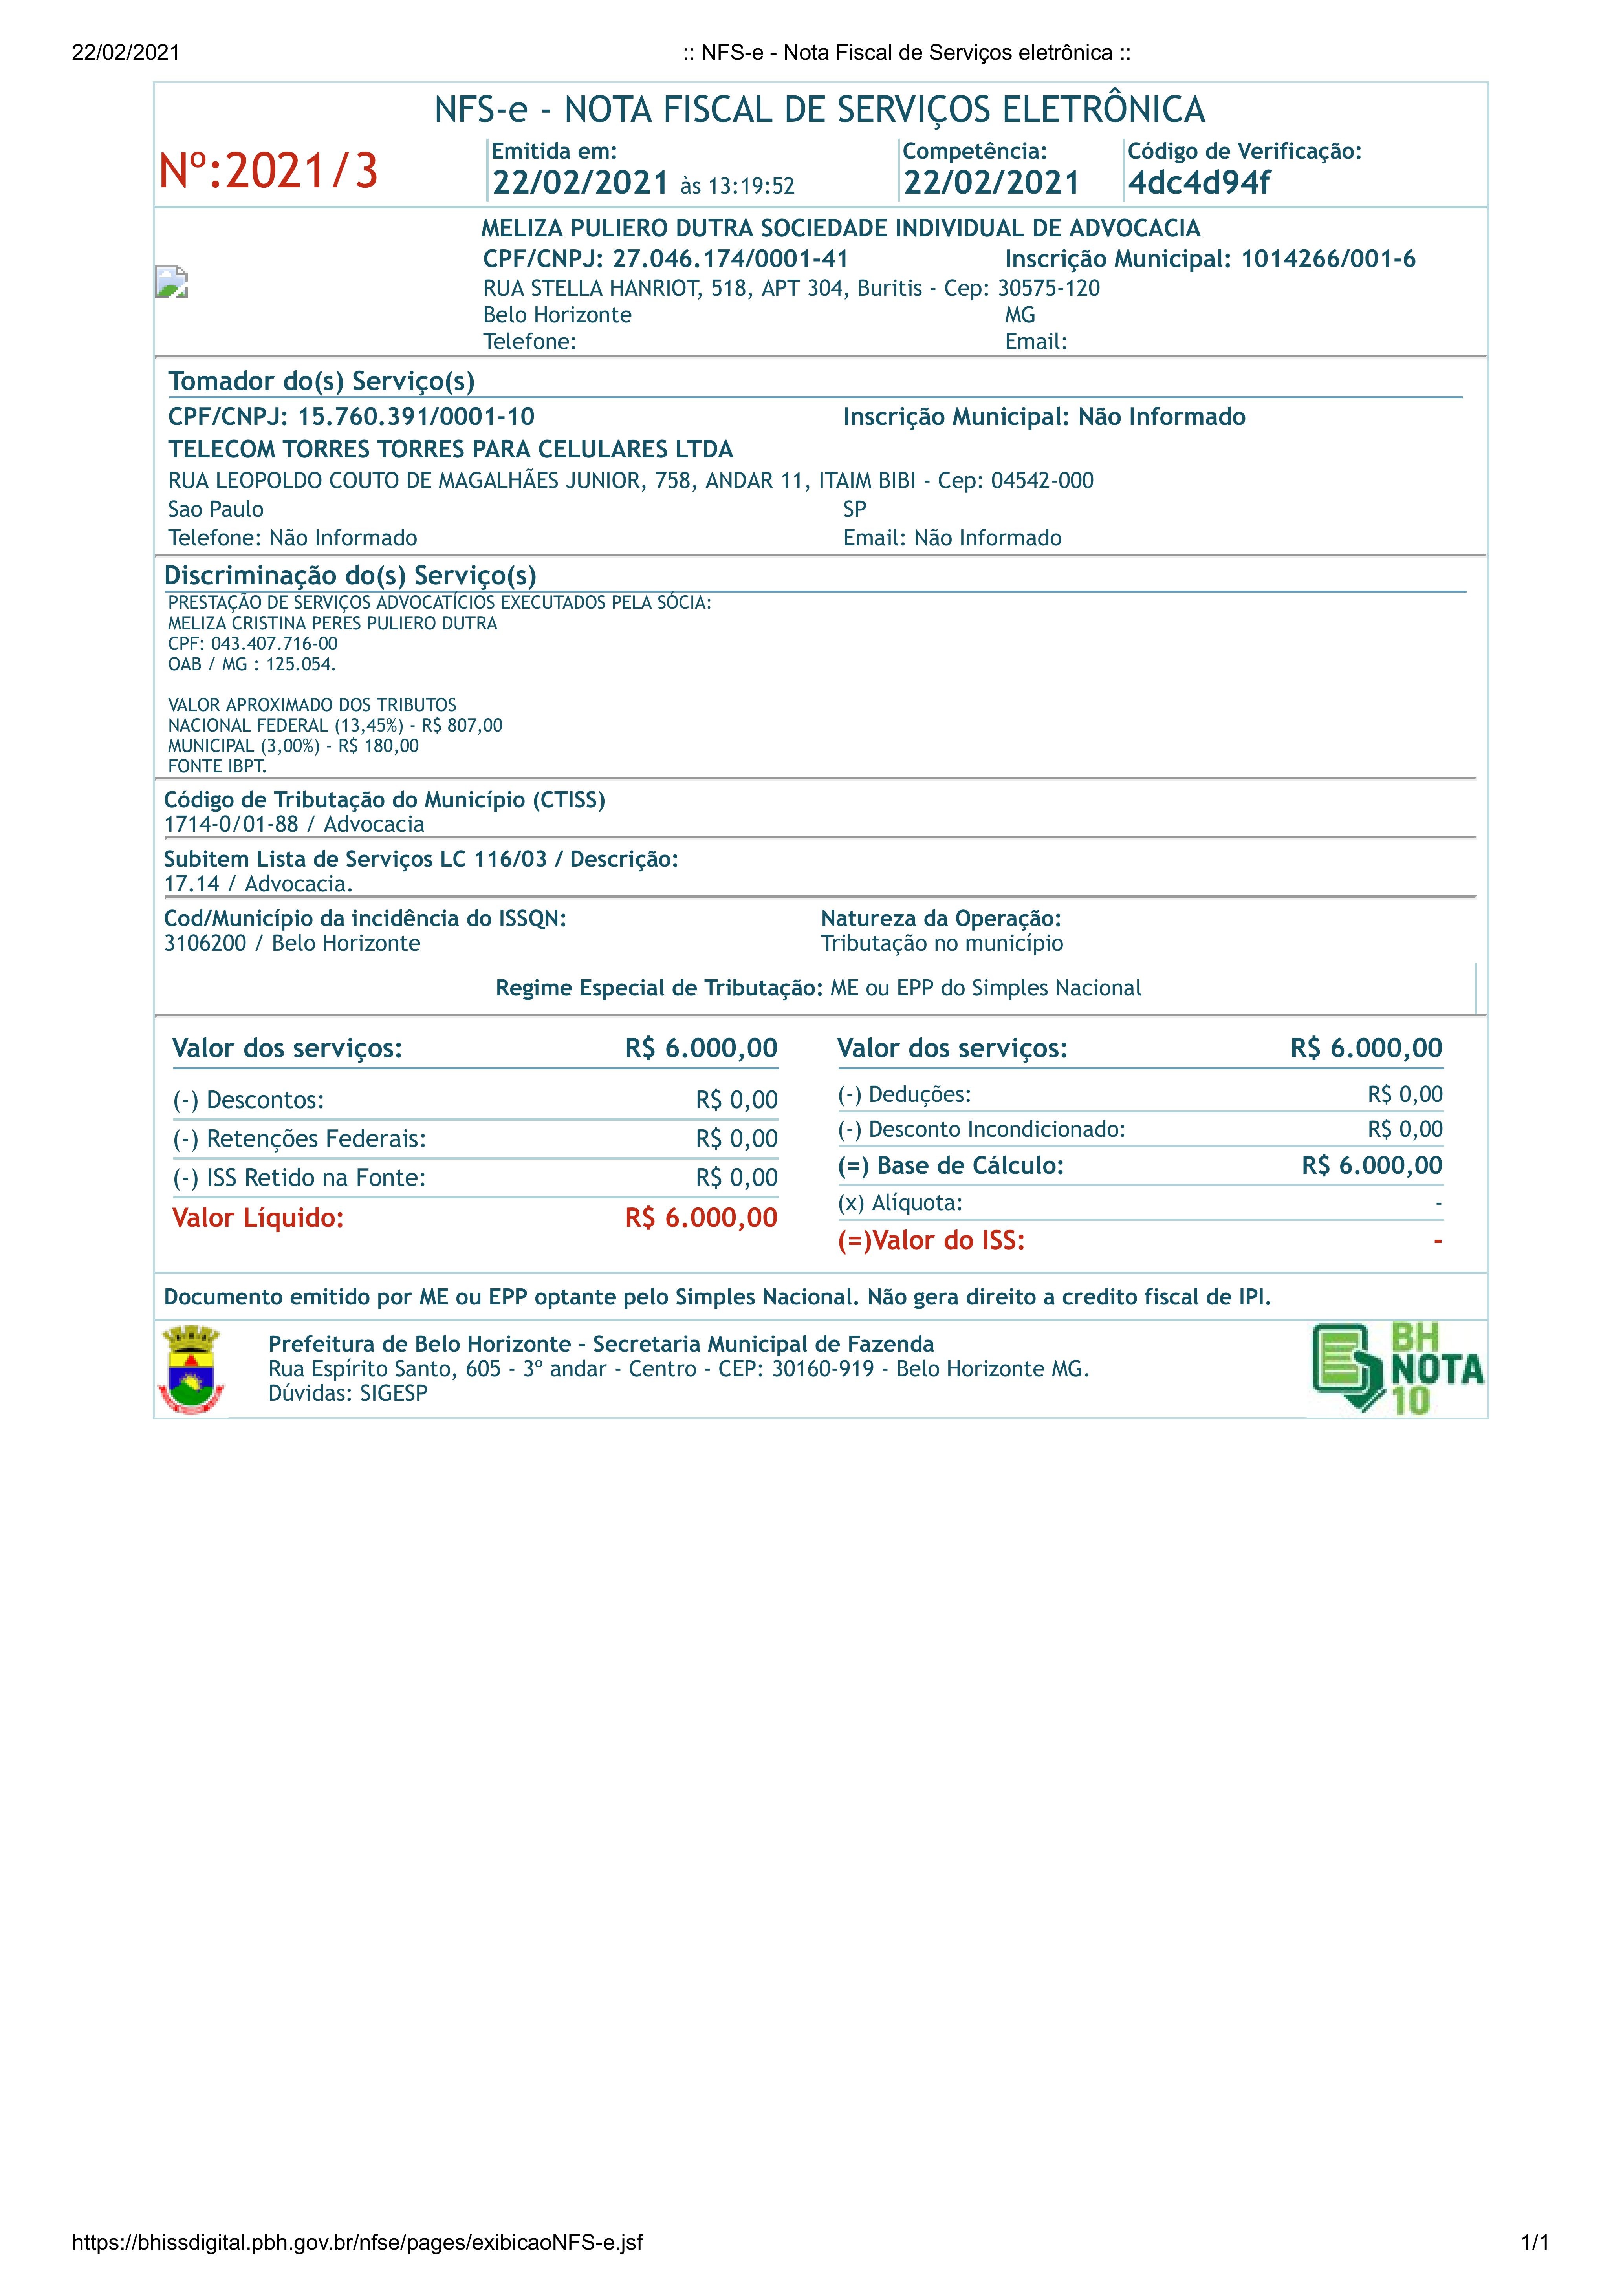 22/02/2021 :: NFS-e - Nota Fiscal de Serviços eletrônica ::
NFS-e - NOTA FISCAL DE SERVIÇOS ELETRÔNICA
Nº:2021/3
Emitida em:
22/02/2021 às 13:19:52
Competência:
22/02/2021
Código de Verificação:
4dc4d94f
MELIZA PULIERO DUTRA SOCIEDADE INDIVIDUAL DE ADVOCACIA
CPF/CNPJ: 27.046.174/0001-41 Inscrição Municipal: 1014266/001-6
RUA STELLA HANRIOT, 518, APT 304, Buritis - Cep: 30575-120
Belo Horizonte MG
Telefone: Email:
Tomador do(s) Serviço(s)
CPF/CNPJ: 15.760.391/0001-10 Inscrição Municipal: Não Informado
TELECOM TORRES TORRES PARA CELULARES LTDA
RUA LEOPOLDO COUTO DE MAGALHÃES JUNIOR, 758, ANDAR 11, ITAIM BIBI - Cep: 04542-000
Sao Paulo SP
Telefone: Não Informado Email: Não Informado
Discriminação do(s) Serviço(s)
PRESTAÇÃO DE SERVIÇOS ADVOCATÍCIOS EXECUTADOS PELA SÓCIA:
MELIZA CRISTINA PERES PULIERO DUTRA
CPF: 043.407.716-00
OAB / MG : 125.054.
VALOR APROXIMADO DOS TRIBUTOS
NACIONAL FEDERAL (13,45%) - R$ 807,00
MUNICIPAL (3,00%) - R$ 180,00
FONTE IBPT.
Código de Tributação do Município (CTISS)
1714-0/01-88 / Advocacia
Subitem Lista de Serviços LC 116/03 / Descrição:
17.14 / Advocacia.
Cod/Município da incidência do ISSQN:
3106200 / Belo Horizonte
Natureza da Operação:
Tributação no município
Regime Especial de Tributação: ME ou EPP do Simples Nacional
Valor dos serviços: R$ 6.000,00
(-) Descontos: R$ 0,00
(-) Retenções Federais: R$ 0,00
(-) ISS Retido na Fonte: R$ 0,00
Valor Líquido: R$ 6.000,00
Valor dos serviços: R$ 6.000,00
(-) Deduções: R$ 0,00
(-) Desconto Incondicionado: R$ 0,00
(=) Base de Cálculo: R$ 6.000,00
(x) Alíquota: -
(=)Valor do ISS: -
Documento emitido por ME ou EPP optante pelo Simples Nacional. Não gera direito a credito fiscal de IPI.
Prefeitura de Belo Horizonte - Secretaria Municipal de Fazenda
Rua Espírito Santo, 605 - 3º andar - Centro - CEP: 30160-919 - Belo Horizonte MG.
Dúvidas: SIGESP
BH
NOTA
10
https://bhissdigital.pbh.gov.br/nfse/pages/exibicaoNFS-e.jsf 1/1